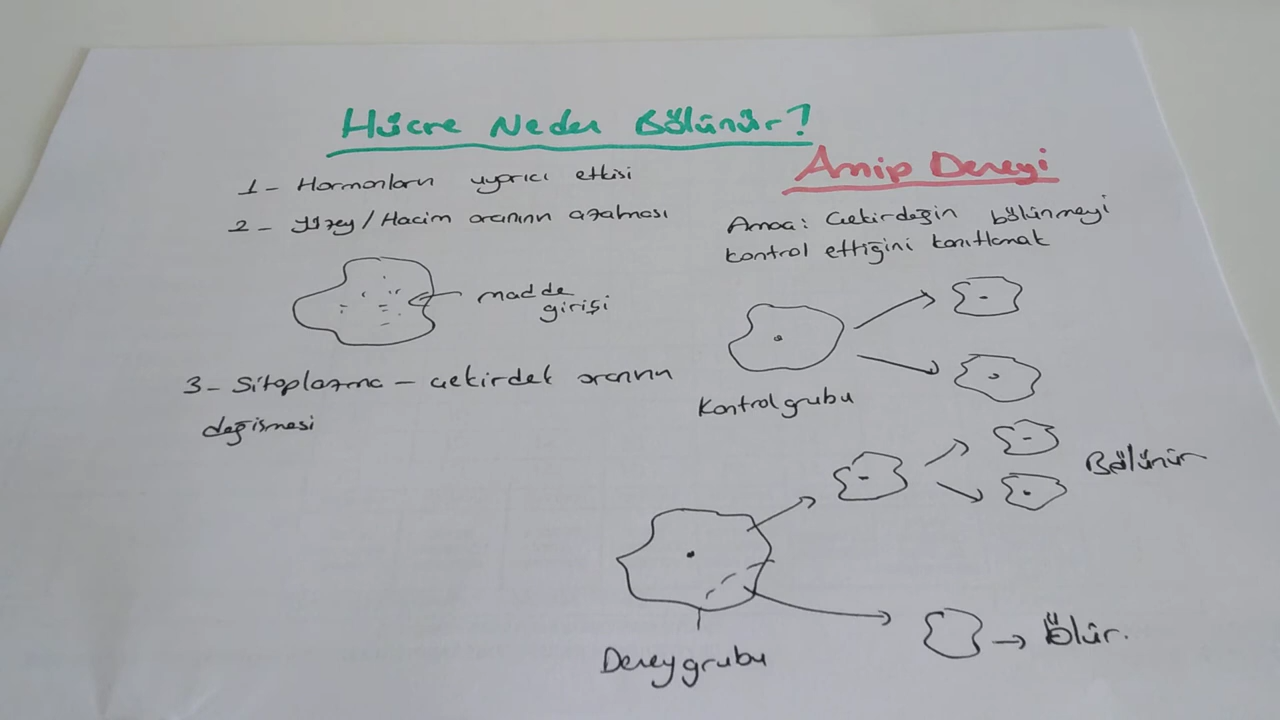 Hücre Neden Bölünür?
1- Hormonların uyarıcı etkisi
2- Yüzey/Hacim oranının azalması
madde
girişi
3- Sitoplazma - çekirdek oranının
değişmesi
Amip Deneyi
Amaç: Çekirdeğin bölünmeyi
kontrol ettiğini kanıtlamak
Kontrol grubu
Bölünür
Deney grubu
Ölür.